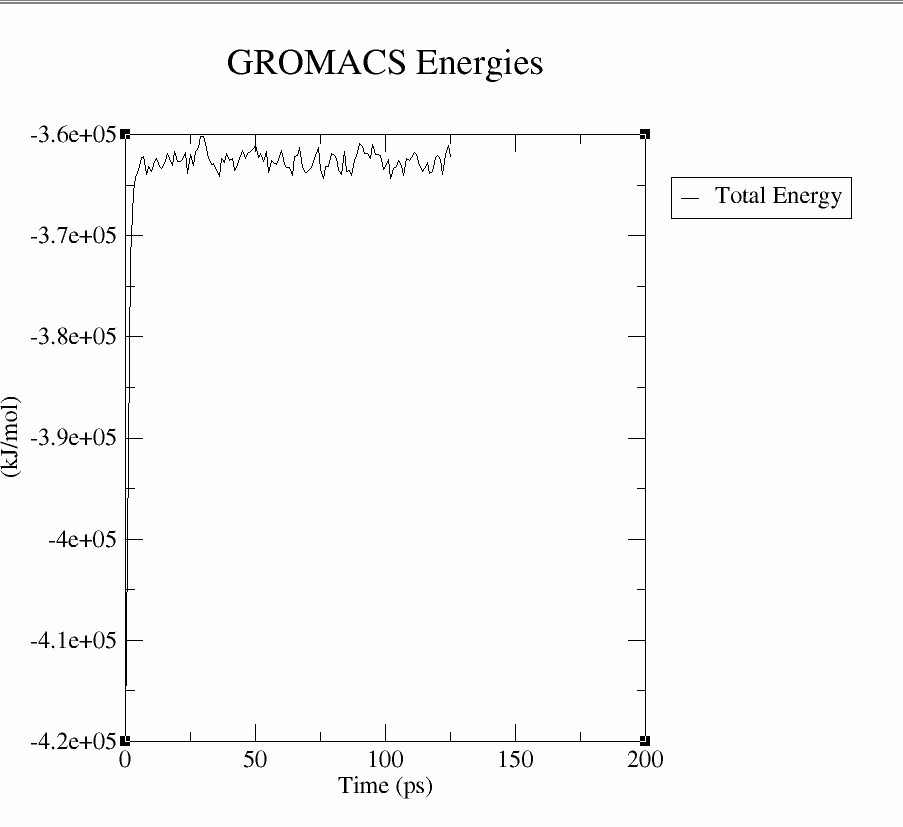 GROMACS Energies
-3.6e+05
-3.7e+05
-3.8e+05
-3.9e+05
-4e+05
-4.1e+05
-4.2e+05
(kJ/mol)
Total Energy
0 50 100 150 200
Time (ps)